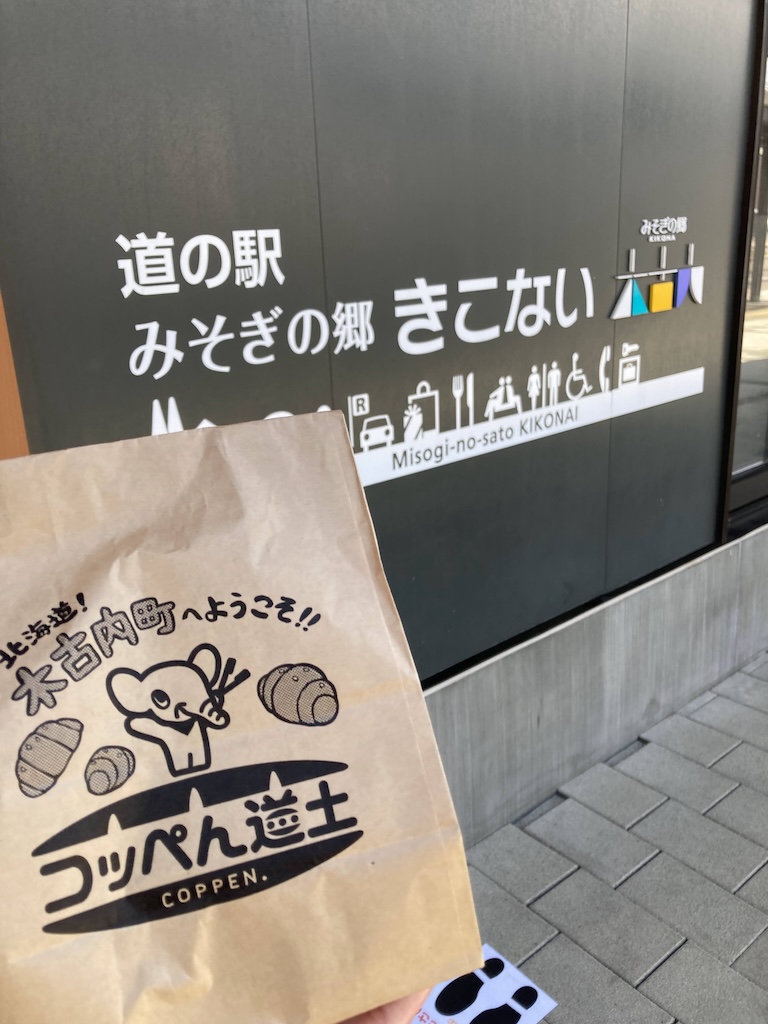 道の駅
みそぎの郷 きこない
みそぎの郷
KIKONAI
R
Misogi-no-sato KIKONAI
北海道!
木古内町へようこそ!!
コッペん道土
COPPEN.